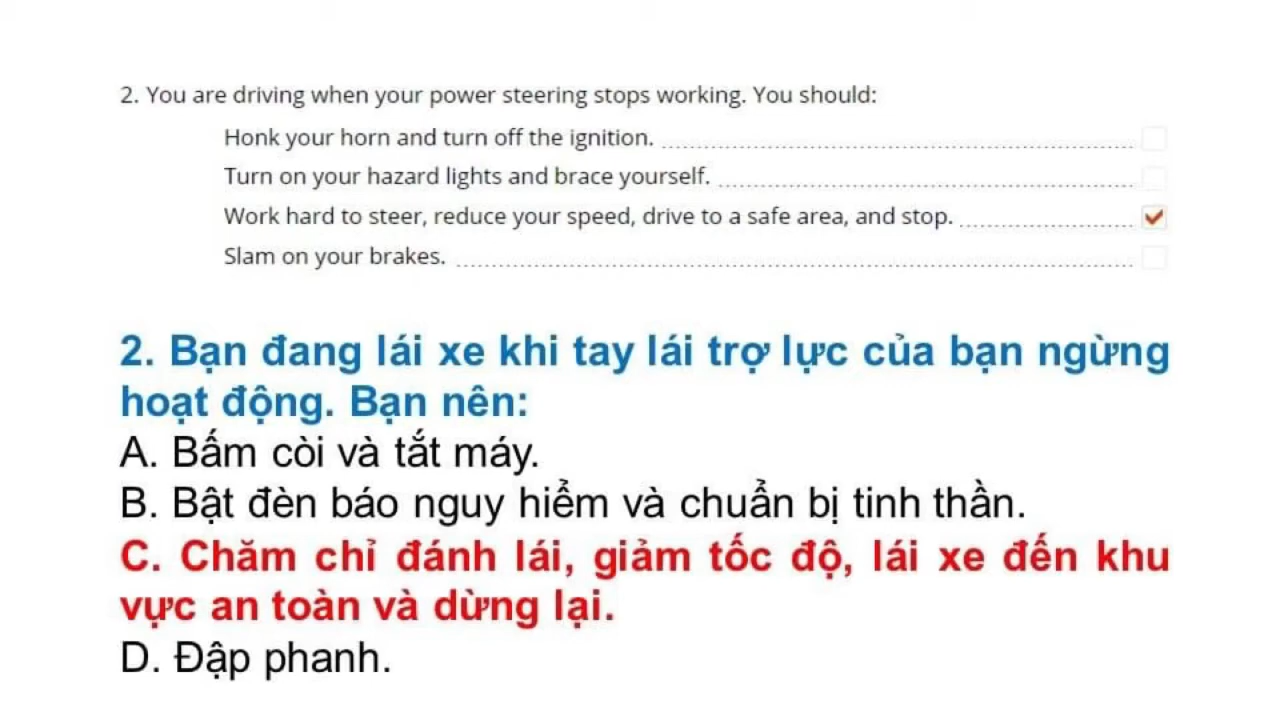 2. You are driving when your power steering stops working. You should:
Honk your horn and turn off the ignition.
Turn on your hazard lights and brace yourself.
Work hard to steer, reduce your speed, drive to a safe area, and stop.
Slam on your brakes.
2. Bạn đang lái xe khi tay lái trợ lực của bạn ngừng
hoạt động. Bạn nên:
A. Bấm còi và tắt máy.
B. Bật đèn báo nguy hiểm và chuẩn bị tinh thần.
C. Chăm chỉ đánh lái, giảm tốc độ, lái xe đến khu
vực an toàn và dừng lại.
D. Đập phanh.